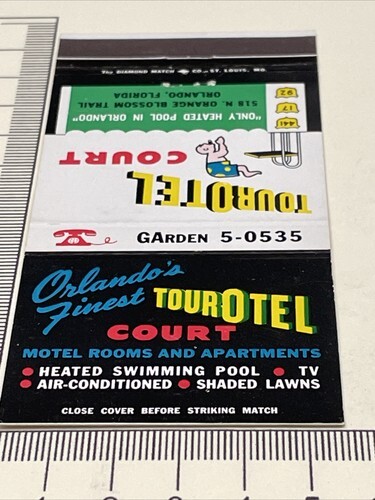 The DIAMOND MATCH CO.–ST. LOUIS, MO.
"ONLY HEATED POOL IN ORLANDO"
518 N. ORANGE BLOSSOM TRAIL
ORLANDO, FLORIDA
441
17
92
TOUROTEL
COURT
GARDEN 5-0535
Orlando's
Finest TOUROTEL
COURT
MOTEL ROOMS AND APARTMENTS
• HEATED SWIMMING POOL • TV
• AIR-CONDITIONED • SHADED LAWNS
CLOSE COVER BEFORE STRIKING MATCH